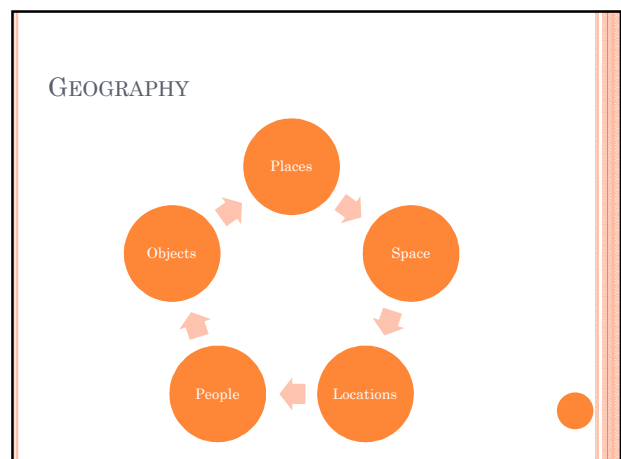 GEOGRAPHY
Places
Space
Locations
People
Objects